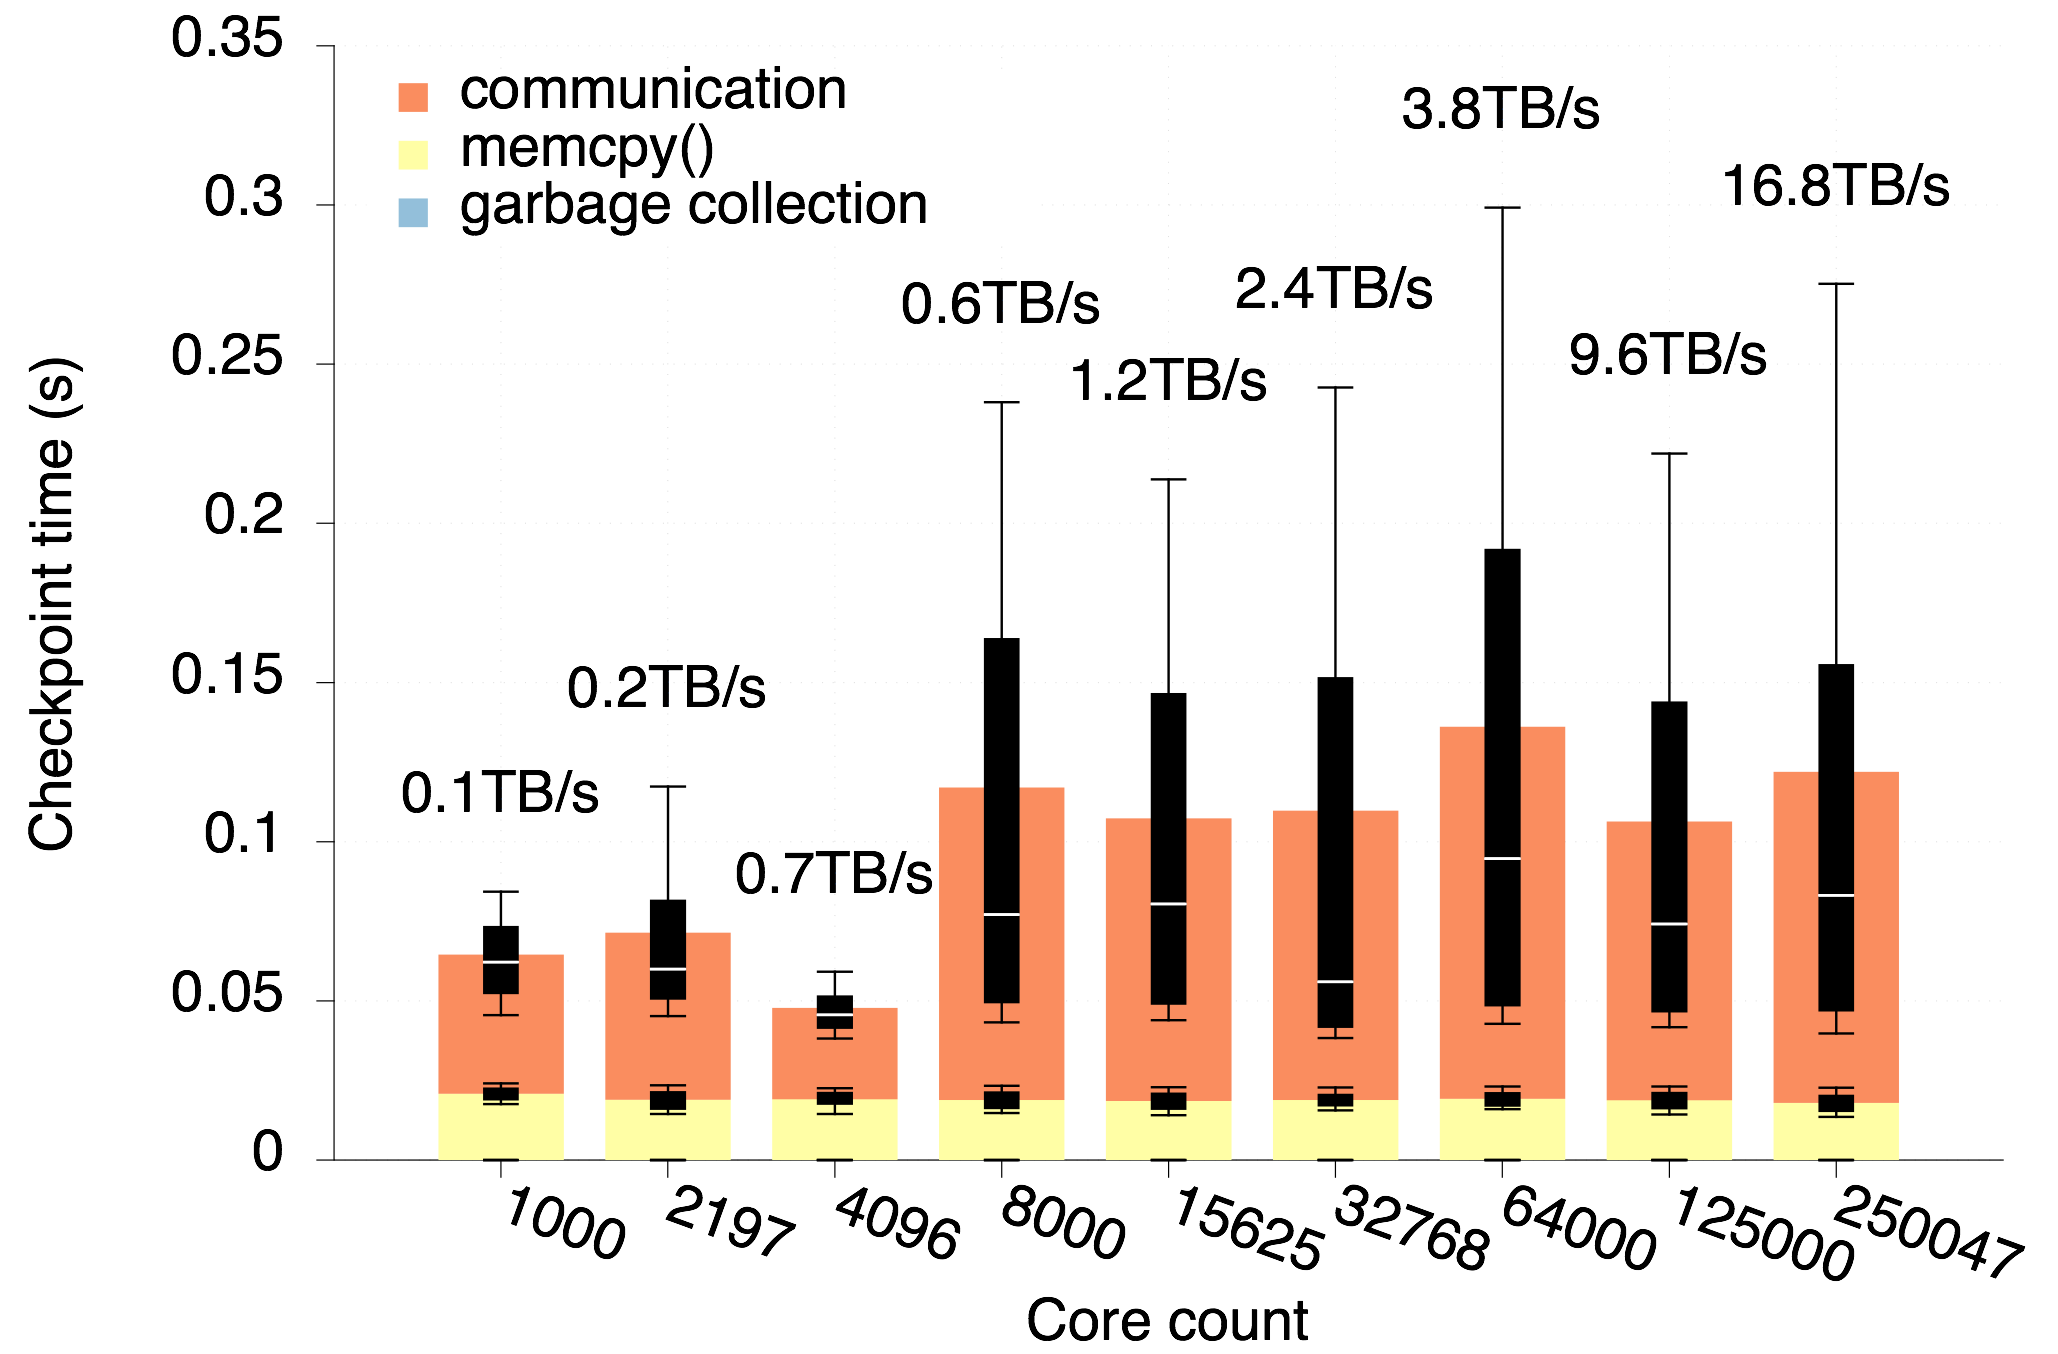 0.35
0.3
0.25
0.2
0.15
0.1
0.05
0
Checkpoint time (s)
communication
memcpy()
garbage collection
0.1TB/s
0.2TB/s
0.7TB/s
0.6TB/s
1.2TB/s
2.4TB/s
3.8TB/s
9.6TB/s
16.8TB/s
1000
2197
4096
8000
15625
32768
64000
125000
250047
Core count